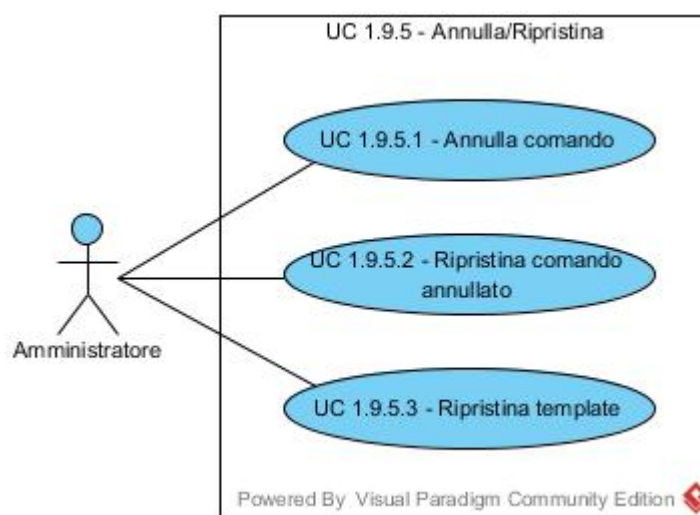 UC 1.9.5 - Annulla/Ripristina
UC 1.9.5.1 - Annulla comando
UC 1.9.5.2 - Ripristina comando
annullato
Amministratore
UC 1.9.5.3 - Ripristina template
Powered By Visual Paradigm Community Edition